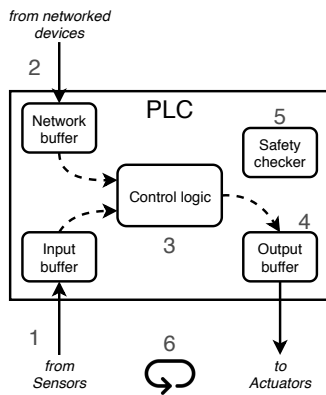 from networked
devices
2
PLC
Network
buffer
5
Safety
checker
Control logic
3
4
Input
buffer
Output
buffer
1
from
Sensors
6
to
Actuators